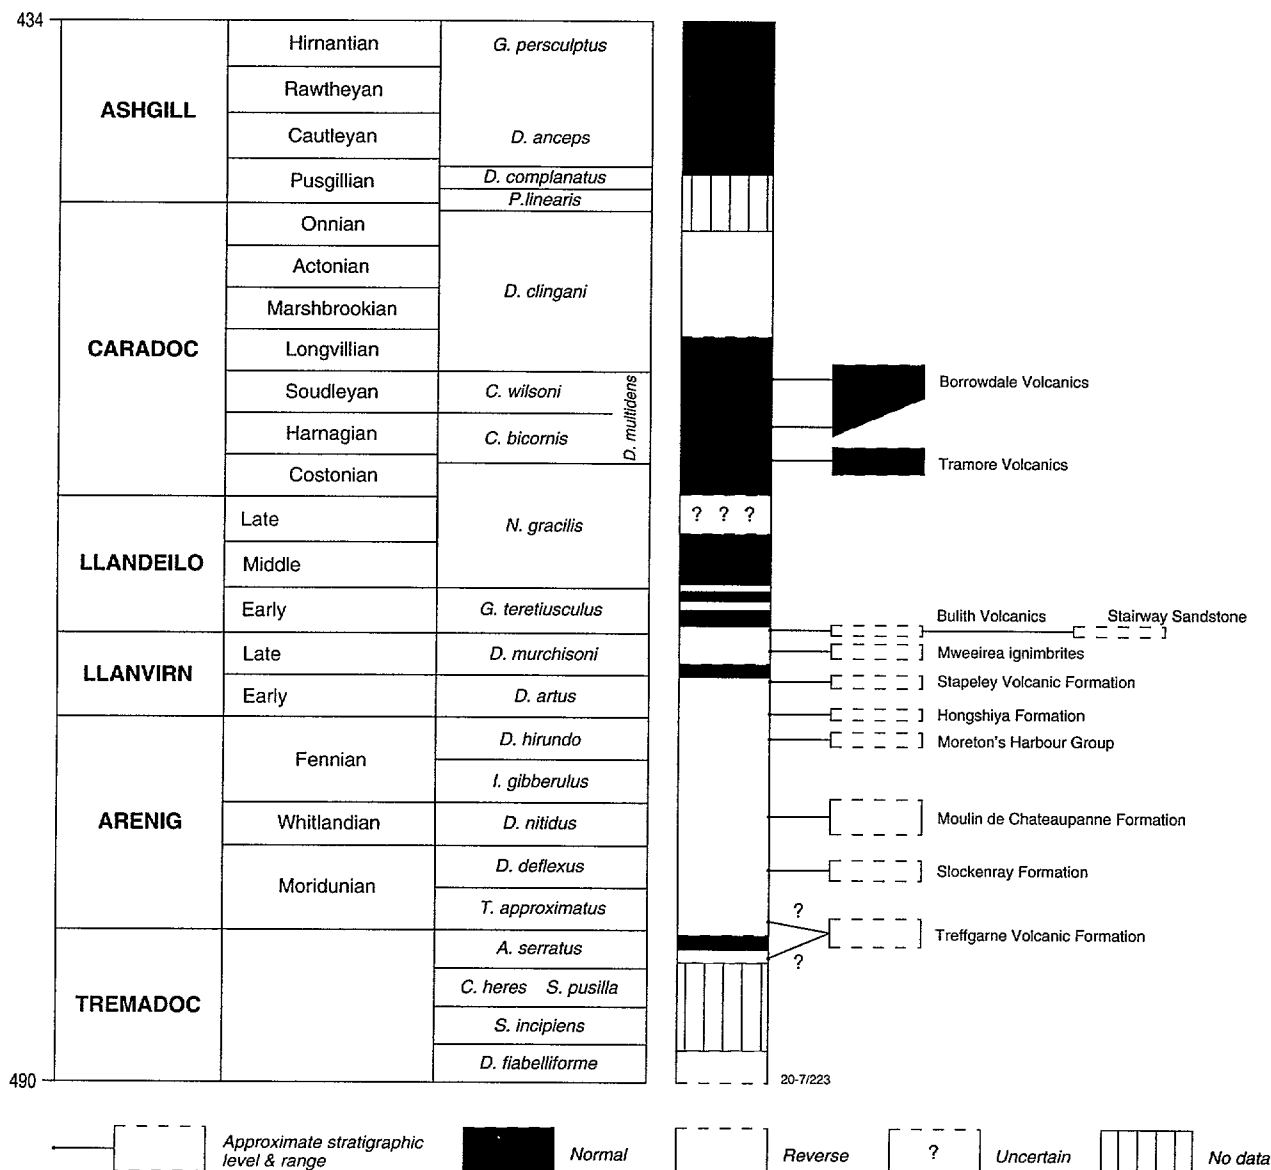 434
ASHGILL
Hirnantian
Rawtheyan
Cautleyan
Pusgillian
G. persculptus
D. anceps
D. complanatus
P.linearis
CARADOC
Onnian
Actonian
Marshbrookian
Longvillian
Soudleyan
Harnagian
Costonian
D. clingani
C. wilsoni
C. bicornis
D. multidens
LLANDEILO
Late
Middle
Early
N. gracilis
G. teretiusculus
LLANVIRN
Late
Early
D. murchisoni
D. artus
ARENIG
Fennian
Whitlandian
Moridunian
D. hirundo
I. gibberulus
D. nitidus
D. deflexus
T. approximatus
TREMADOC
A. serratus
C. heres S. pusilla
S. incipiens
D. fiabelliforme
490
? ? ?
Borrowdale Volcanics
Tramore Volcanics
Bulith Volcanics
Stairway Sandstone
Mweeirea ignimbrites
Stapeley Volcanic Formation
Hongshiya Formation
Moreton's Harbour Group
Moulin de Chateaupanne Formation
Slockenray Formation
?
Treffgarne Volcanic Formation
?
20-7/223
Approximate stratigraphic
level & range
Normal
Reverse
?
Uncertain
No data